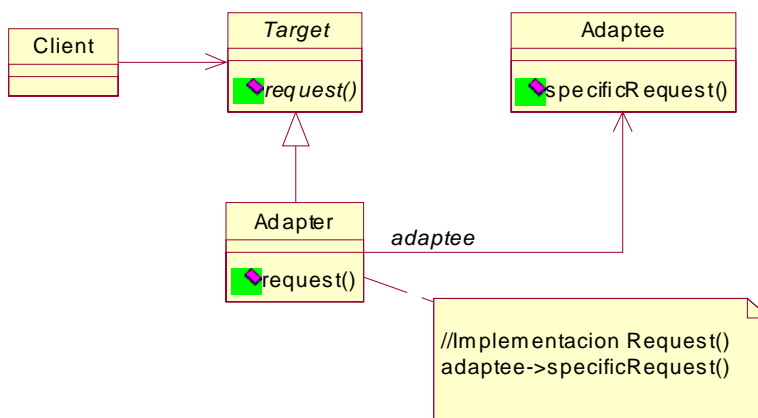 Client
Target
request()
Adaptee
specificRequest()
Adapter
request()
adaptee
//Implementacion Request()
adaptee->specificRequest()